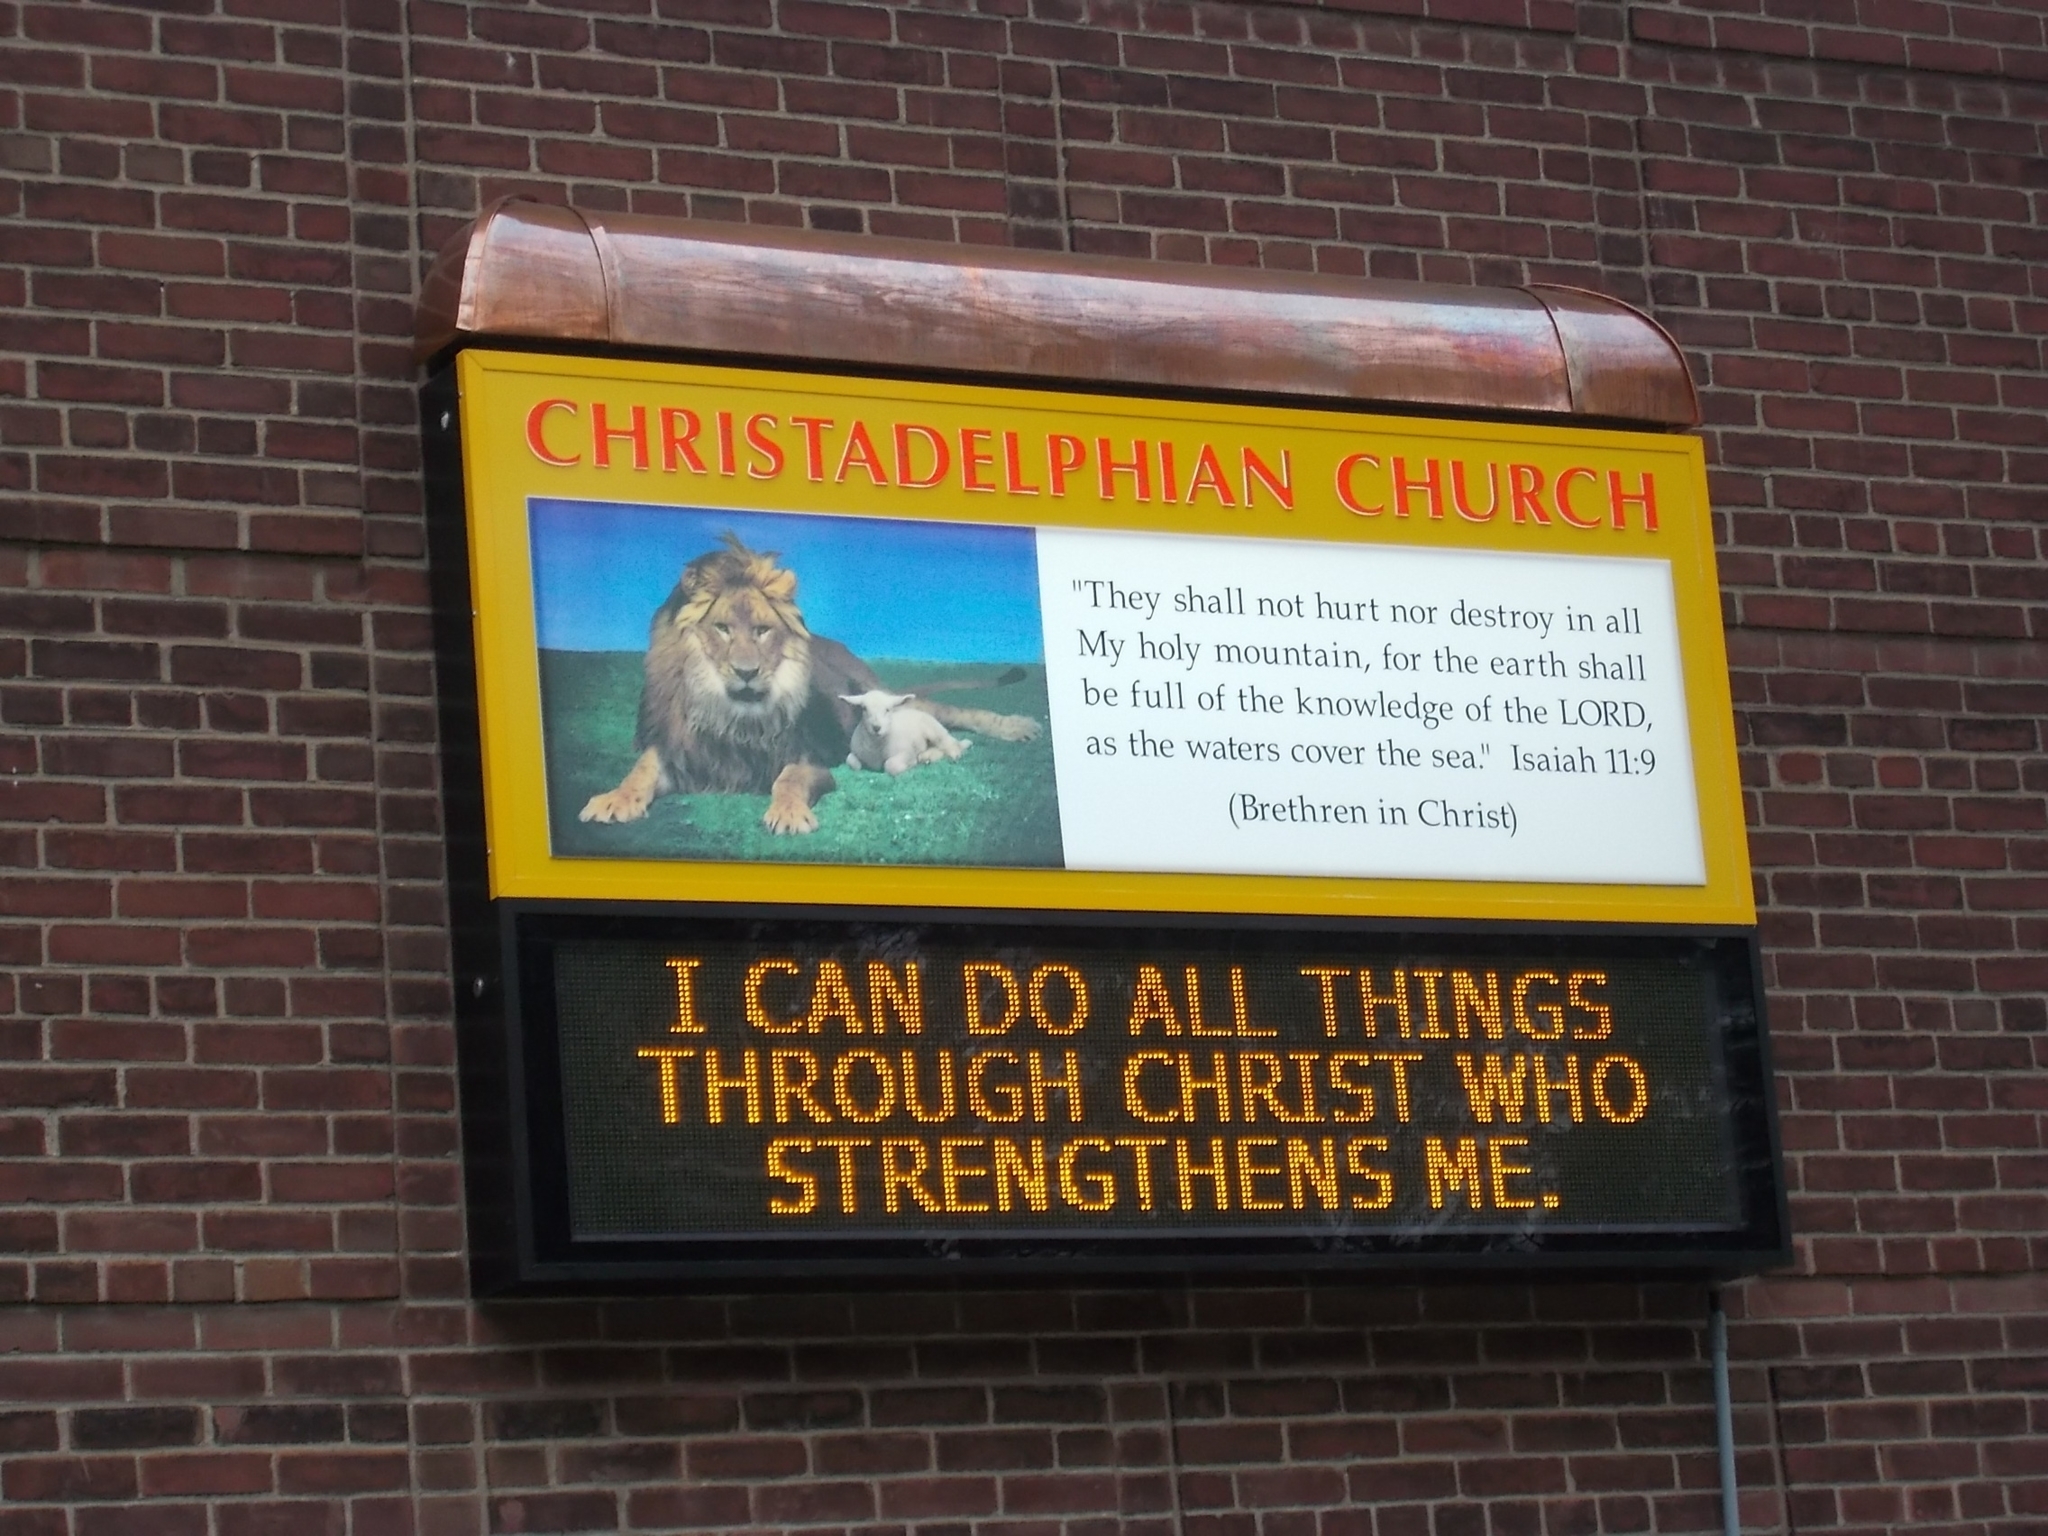 CHRISTADELPHIAN CHURCH
"They shall not hurt nor destroy in all
My holy mountain, for the earth shall
be full of the knowledge of the LORD,
as the waters cover the sea." Isaiah 11:9
(Brethren in Christ)
I CAN DO ALL THINGS
THROUGH CHRIST WHO
STRENGTHENS ME.